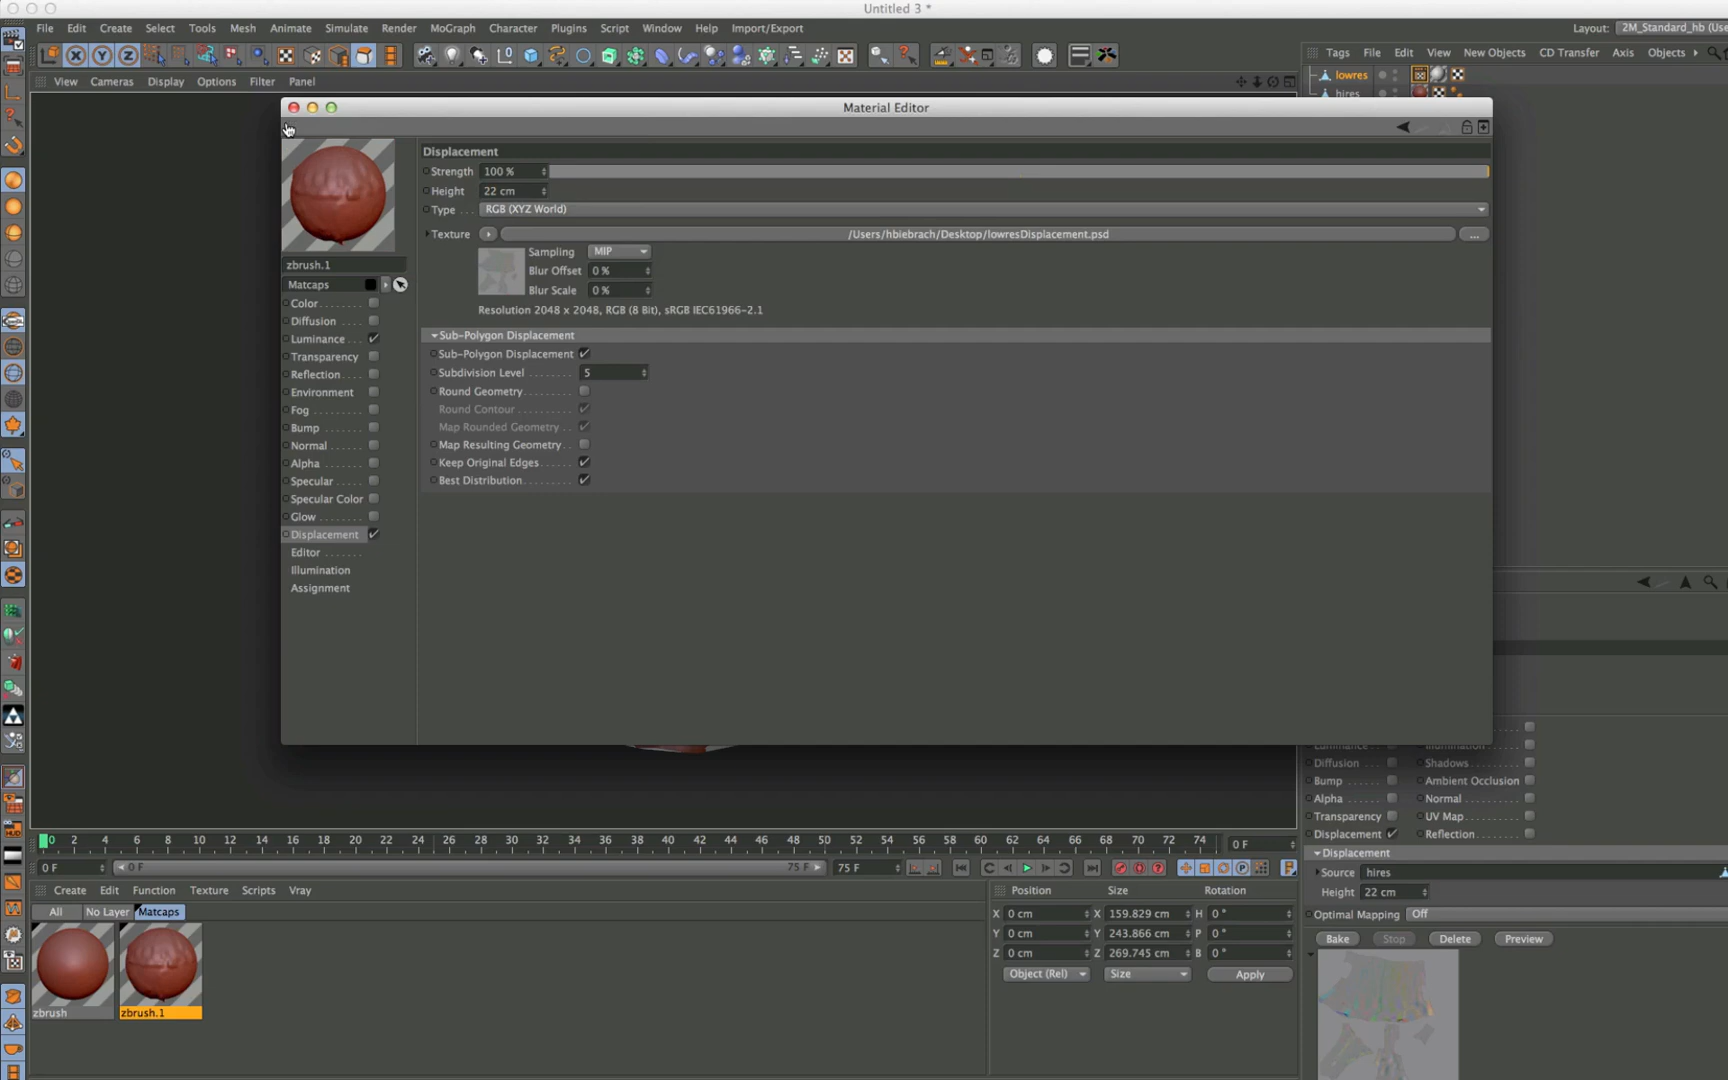 Untitled 3 *
File Edit Create Select Tools Mesh Animate Simulate Render MoGraph Character Plugins Script Window Help Import/Export
Layout: 2M_Standard_hb (Use
View Cameras Display Options Filter Panel
Tags File Edit View New Objects CD Transfer Axis Objects
lowres
hires
Material Editor
zbrush.1
Matcaps
Color
Diffusion
Luminance
Transparency
Reflection
Environment
Fog
Bump
Normal
Alpha
Specular
Specular Color
Glow
Displacement
Editor
Illumination
Assignment
Displacement
Strength 100 %
Height 22 cm
Type RGB (XYZ World)
Texture /Users/hbiebrach/Desktop/lowresDisplacement.psd ...
Sampling MIP
Blur Offset 0 %
Blur Scale 0 %
Resolution 2048 x 2048, RGB (8 Bit), sRGB IEC61966-2.1
Sub-Polygon Displacement
Sub-Polygon Displacement
Subdivision Level 5
Round Geometry
Round Contour
Map Rounded Geometry
Map Resulting Geometry
Keep Original Edges
Best Distribution
Luminance Illumination
Diffusion Shadows
Bump Ambient Occlusion
Alpha Normal
Transparency UV Map
Displacement Reflection
Displacement
Source hires
Height 22 cm
Optimal Mapping Off
Bake Stop Delete Preview
0 2 4 6 8 10 12 14 16 18 20 22 24 26 28 30 32 34 36 38 40 42 44 46 48 50 52 54 56 58 60 62 64 66 68 70 72 74 0 F
0 F 0 F 75 F 75 F
Create Edit Function Texture Scripts Vray
All No Layer Matcaps
zbrush zbrush.1
Position Size Rotation
X 0 cm X 159.829 cm H 0 °
Y 0 cm Y 243.866 cm P 0 °
Z 0 cm Z 269.745 cm B 0 °
Object (Rel) Size Apply